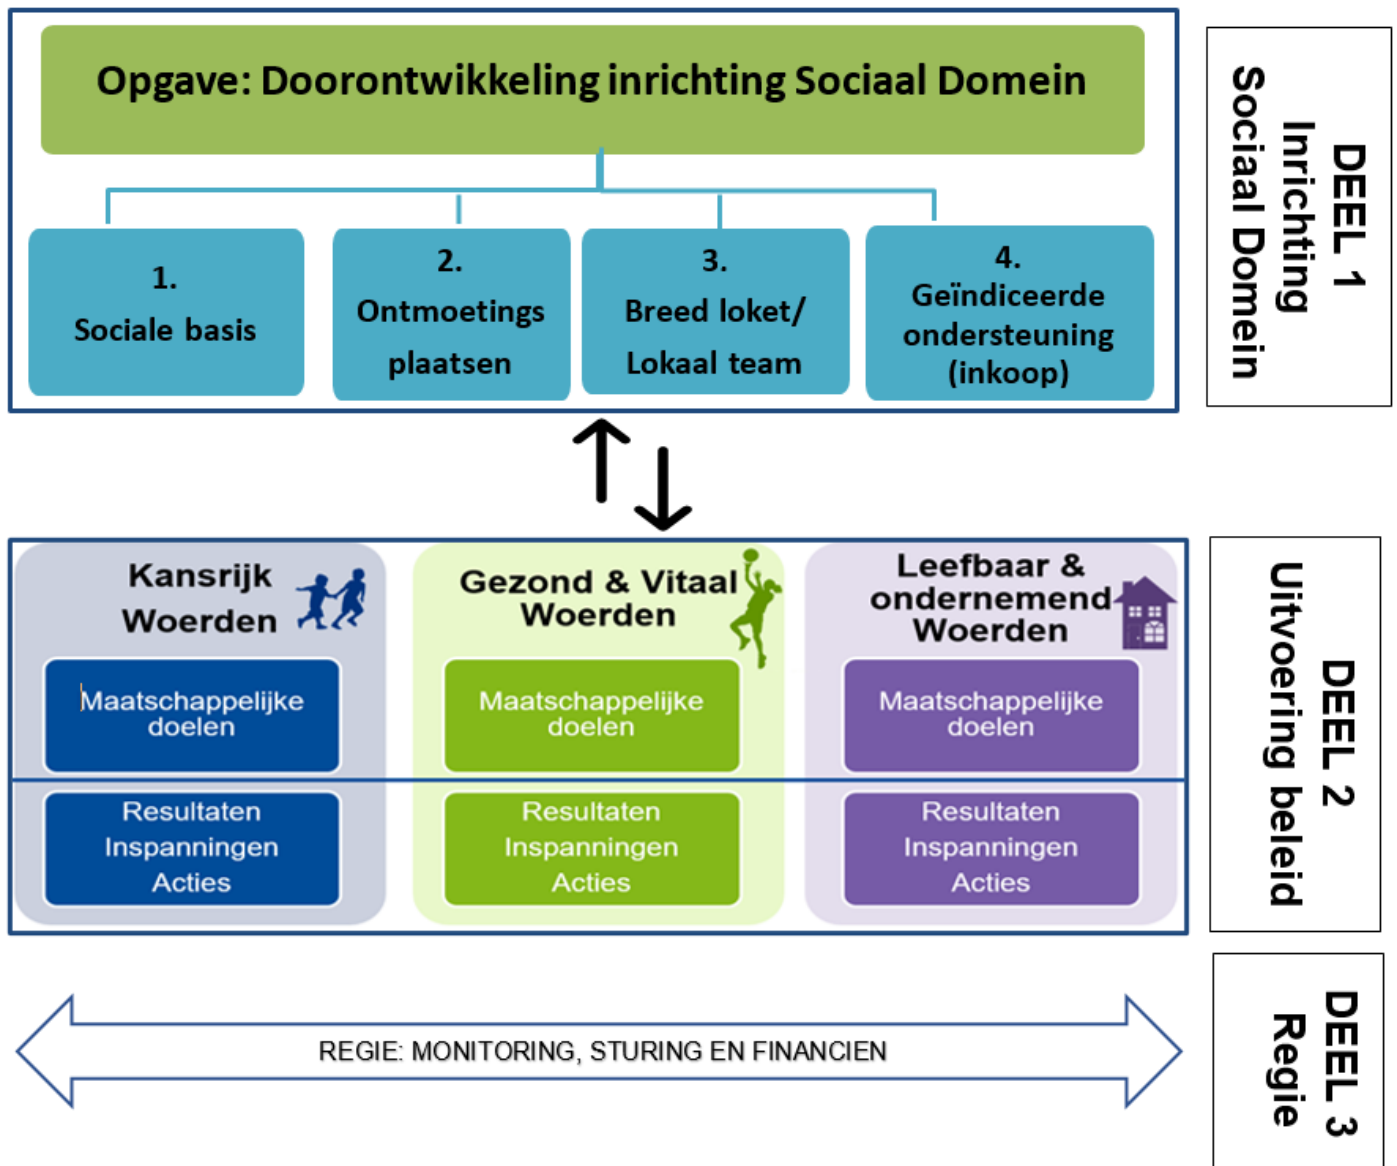 Opgave: Doorontwikkeling inrichting Sociaal Domein
1.
Sociale basis
2.
Ontmoetings
plaatsen
3.
Breed loket/
Lokaal team
4.
Geïndiceerde
ondersteuning
(inkoop)
DEEL 1
Inrichting
Sociaal Domein
Kansrijk
Woerden
Maatschappelijke
doelen
Resultaten
Inspanningen
Acties
Gezond & Vitaal
Woerden
Maatschappelijke
doelen
Resultaten
Inspanningen
Acties
Leefbaar &
ondernemend
Woerden
Maatschappelijke
doelen
Resultaten
Inspanningen
Acties
DEEL 2
Uitvoering beleid
REGIE: MONITORING, STURING EN FINANCIEN
DEEL 3
Regie